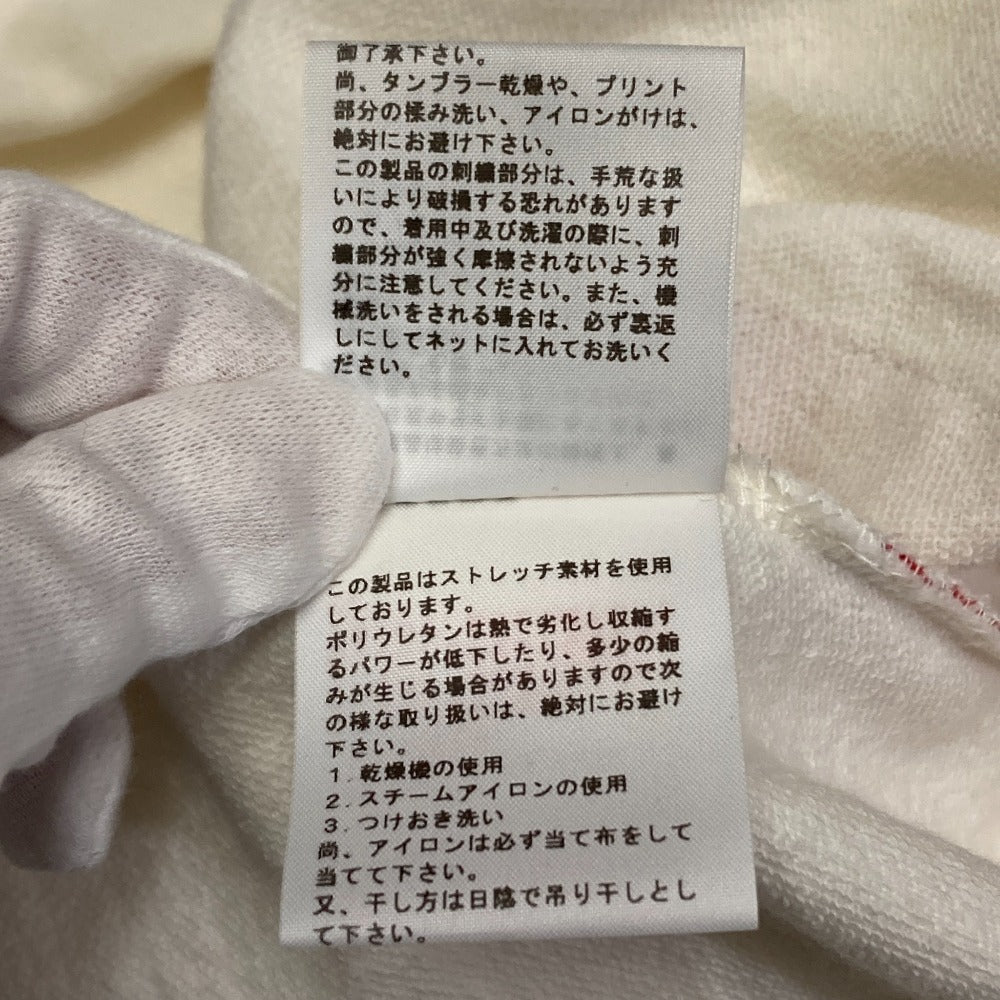 御了承下さい。
尚、タンブラー乾燥や、プリント
部分の揉み洗い、アイロンがけは、
絶対にお避け下さい。
この製品の刺繍部分は、手荒な扱
いにより破損する恐れがあります
ので、着用中及び洗濯の際に、刺
繍部分が強く摩擦されないよう充
分に注意してください。また、機
械洗いをされる場合は、必ず裏返
しにしてネットに入れてお洗いく
ださい。
この製品はストレッチ素材を使用
しております。
ポリウレタンは熱で劣化し収縮す
るパワーが低下したり、多少の縮
みが生じる場合がありますので次
の様な取り扱いは、絶対にお避け
下さい。
1.乾燥機の使用
2.スチームアイロンの使用
3.つけおき洗い
尚、アイロンは必ず当て布をして
当てて下さい。
又、干し方は日陰で吊り干しとし
て下さい。